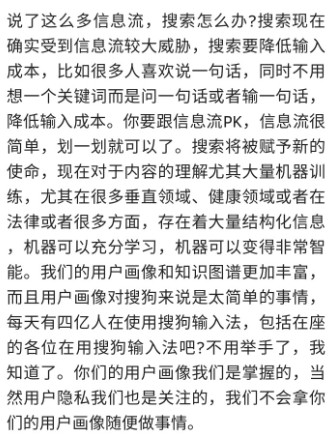 说了这么多信息流，搜索怎么办?搜索现在
确实受到信息流较大威胁，搜索要降低输入
成本，比如很多人喜欢说一句话，同时不用
想一个关键词而是问一句话或者输一句话，
降低输入成本。你要跟信息流PK，信息流很
简单，划一划就可以了。搜索将被赋予新的
使命，现在对于内容的理解尤其大量机器训
练，尤其在很多垂直领域、健康领域或者在
法律或者很多方面，存在着大量结构化信息
，机器可以充分学习，机器可以变得非常智
能。我们的用户画像和知识图谱更加丰富，
而且用户画像对搜狗来说是太简单的事情，
每天有四亿人在使用搜狗输入法，包括在座
的各位在用搜狗输入法吧?不用举手了，我
知道了。你们的用户画像我们是掌握的，当
然用户隐私我们也是关注的，我们不会拿你
们的用户画像随便做事情。